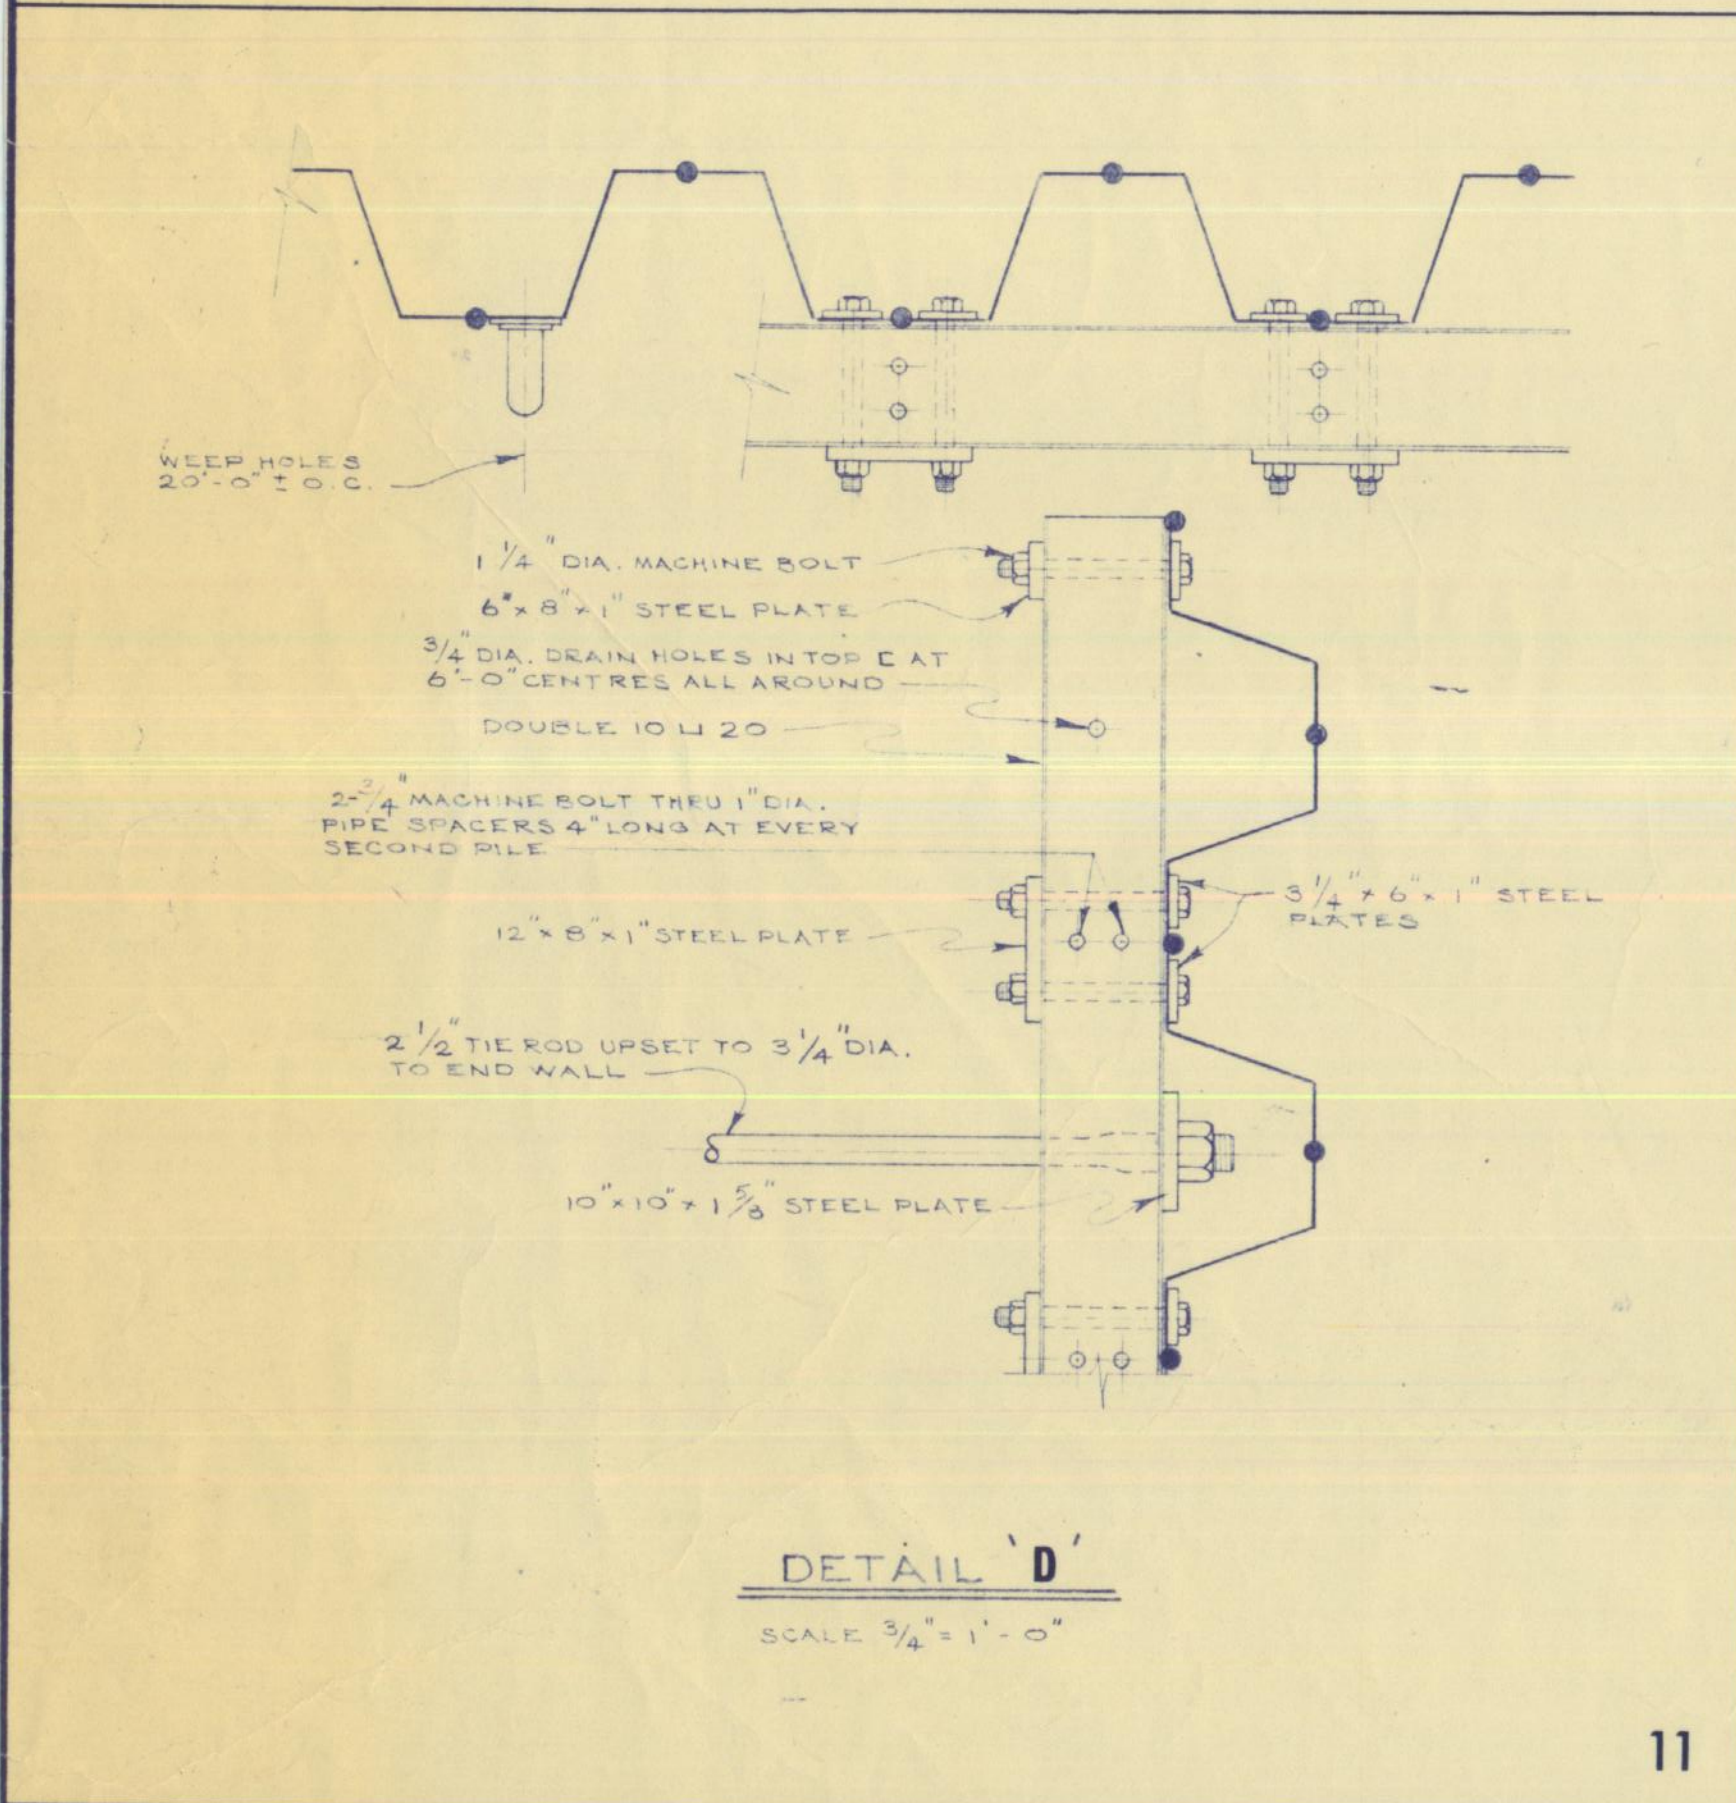 WEEP HOLES
20'-0" ± O.C.
1 1/4" DIA. MACHINE BOLT
6" x 8" x 1" STEEL PLATE
3/4" DIA. DRAIN HOLES IN TOP [ AT
6'-0" CENTRES ALL AROUND
DOUBLE 10 ⊔ 20
2-3/4" MACHINE BOLT THRU 1" DIA.
PIPE SPACERS 4" LONG AT EVERY
SECOND PILE
3 1/4" x 6" x 1" STEEL
PLATES
12" x 8" x 1" STEEL PLATE
2 1/2" TIE ROD UPSET TO 3 1/4" DIA.
TO END WALL
10" x 10" x 1 5/8" STEEL PLATE
DETAIL 'D'
SCALE 3/4" = 1'-0"
11